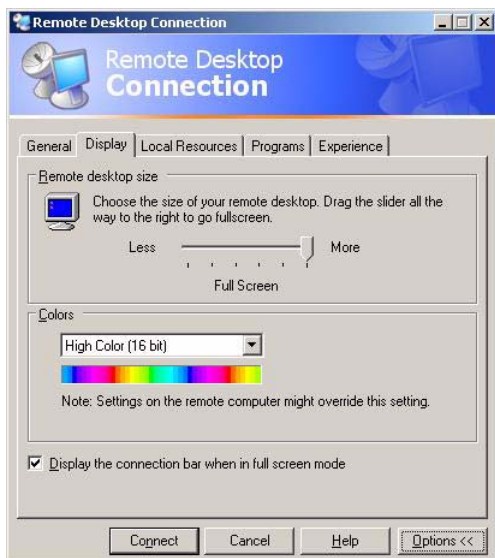 Remote Desktop Connection
Remote Desktop
Connection
General Display Local Resources Programs Experience
Remote desktop size
Choose the size of your remote desktop. Drag the slider all the
way to the right to go fullscreen.
Less More
Full Screen
Colors
High Color (16 bit)
Note: Settings on the remote computer might override this setting.
Display the connection bar when in full screen mode
Connect Cancel Help Options <<